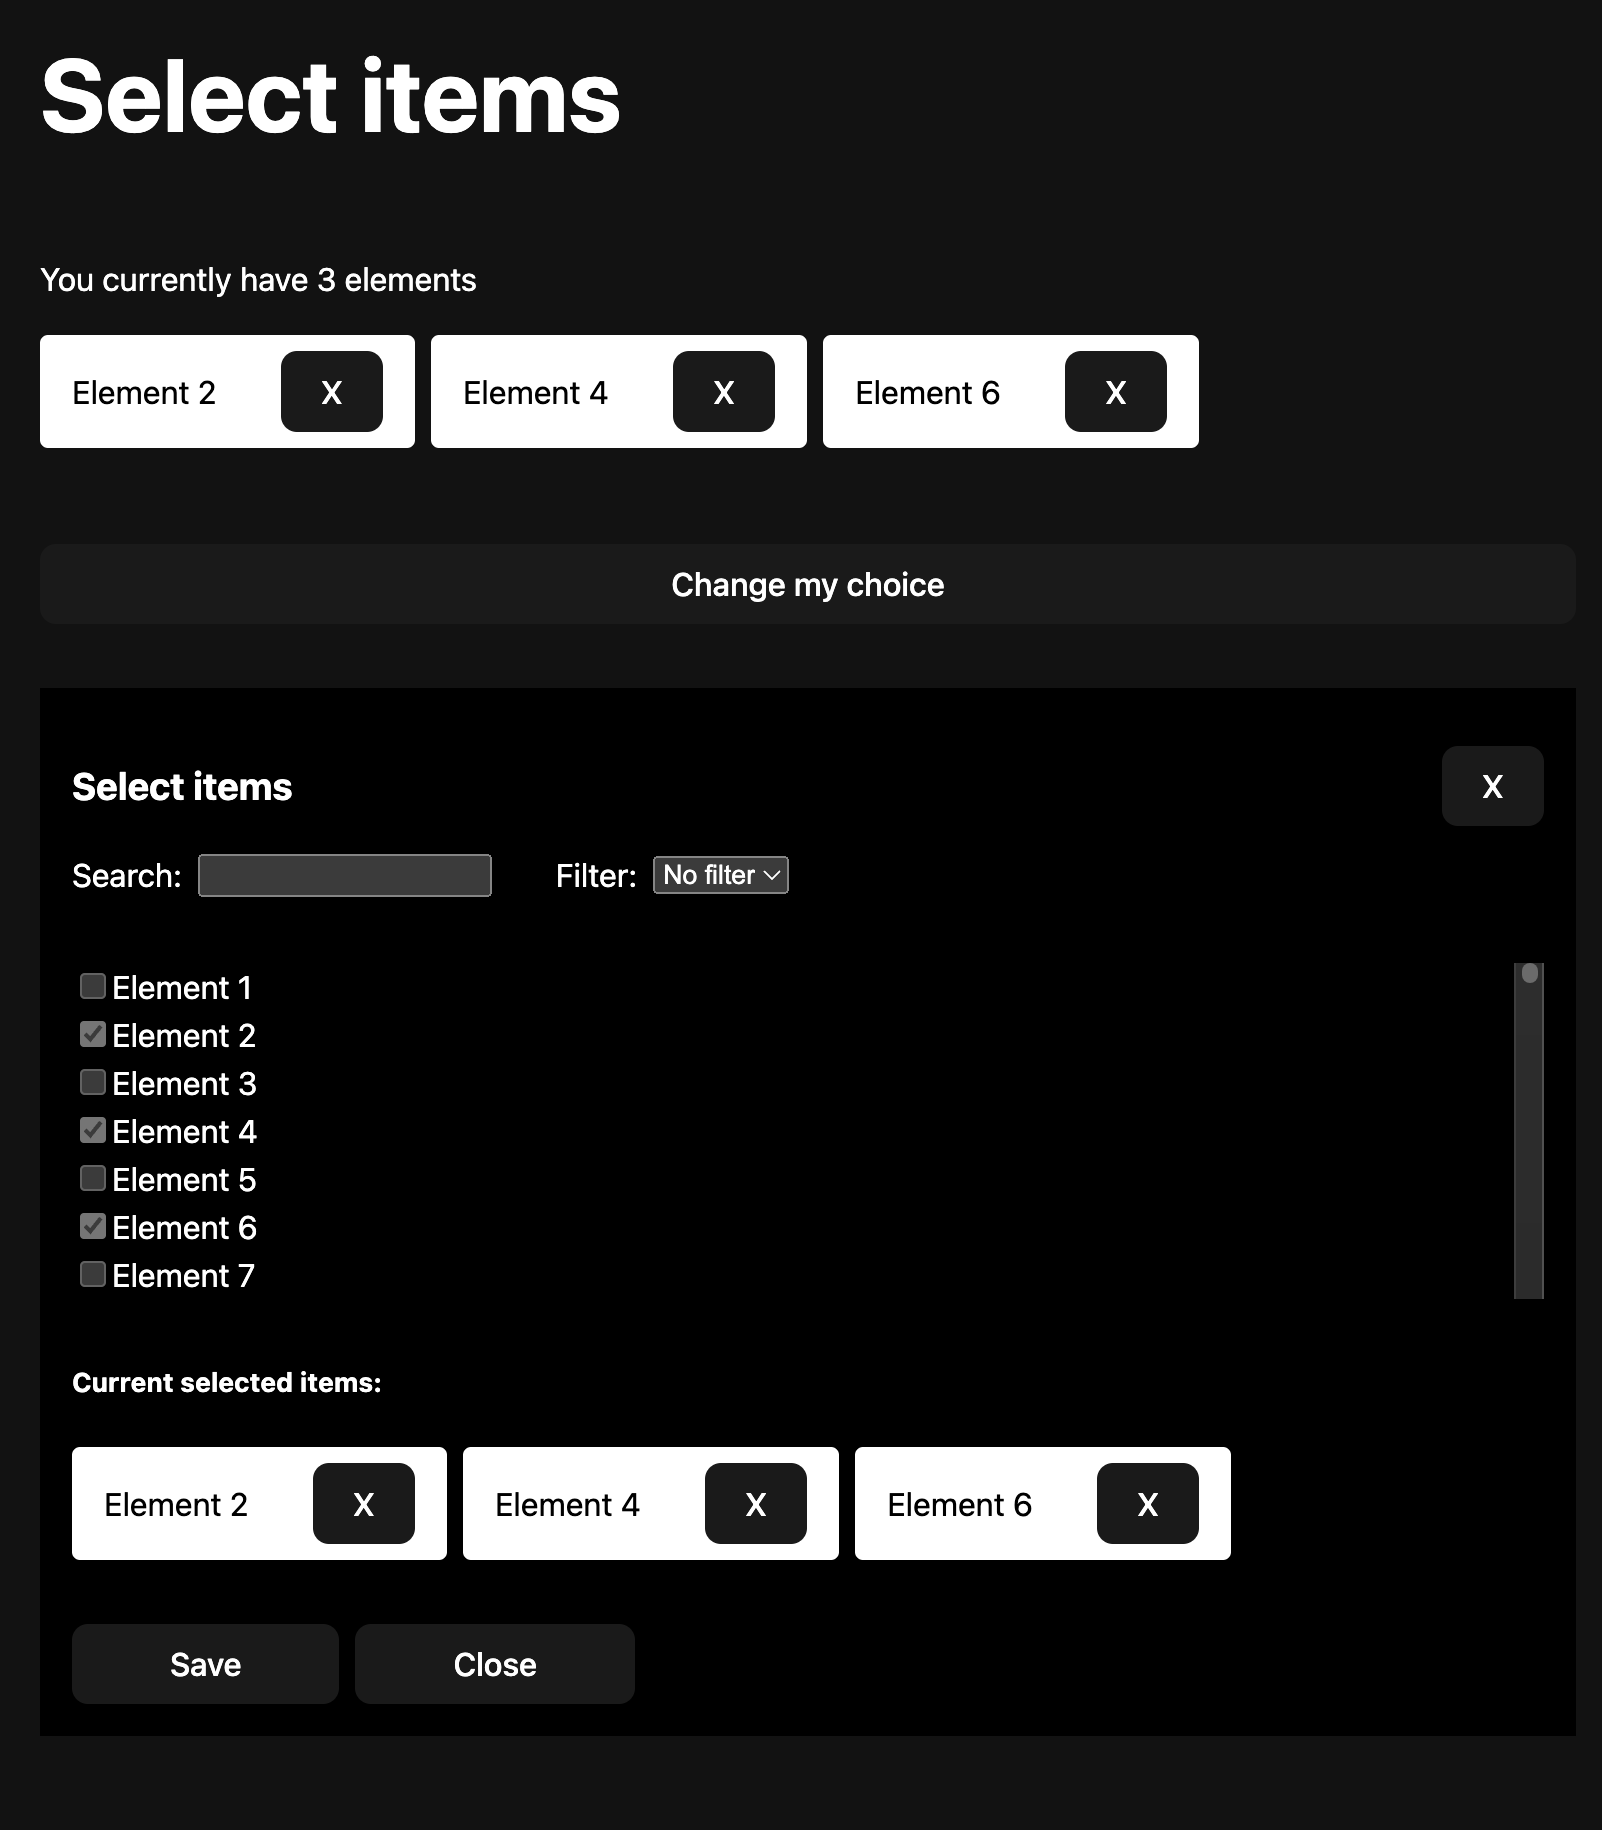 Select items
You currently have 3 elements
Element 2 X Element 4 X Element 6 X
Change my choice
Select items X
Search: Filter: No filter
Element 1
Element 2
Element 3
Element 4
Element 5
Element 6
Element 7
Current selected items:
Element 2 X Element 4 X Element 6 X
Save Close